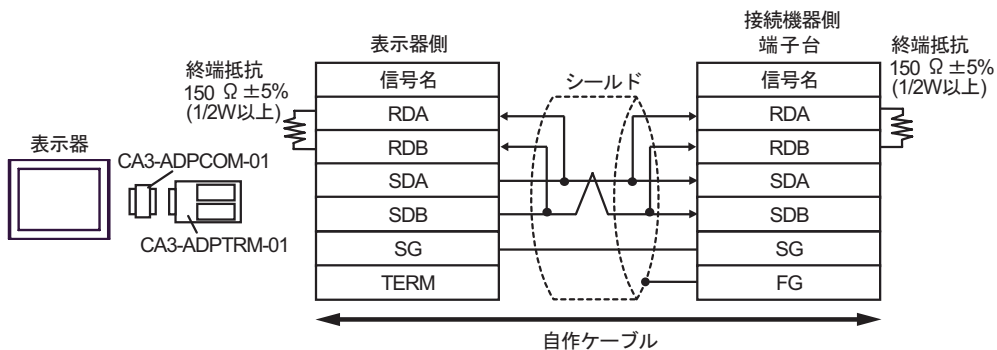 接続機器側
表示器側
端子台
終端抵抗
150 Ω ±5%
(1/2W以上)
終端抵抗
150 Ω ±5%
(1/2W以上)
シールド
信号名
信号名
RDA
RDA
RDB
RDB
SDA
SDA
SDB
SDB
SG
SG
TERM
FG
表示器
CA3-ADPCOM-01
CA3-ADPTRM-01
自作ケーブル